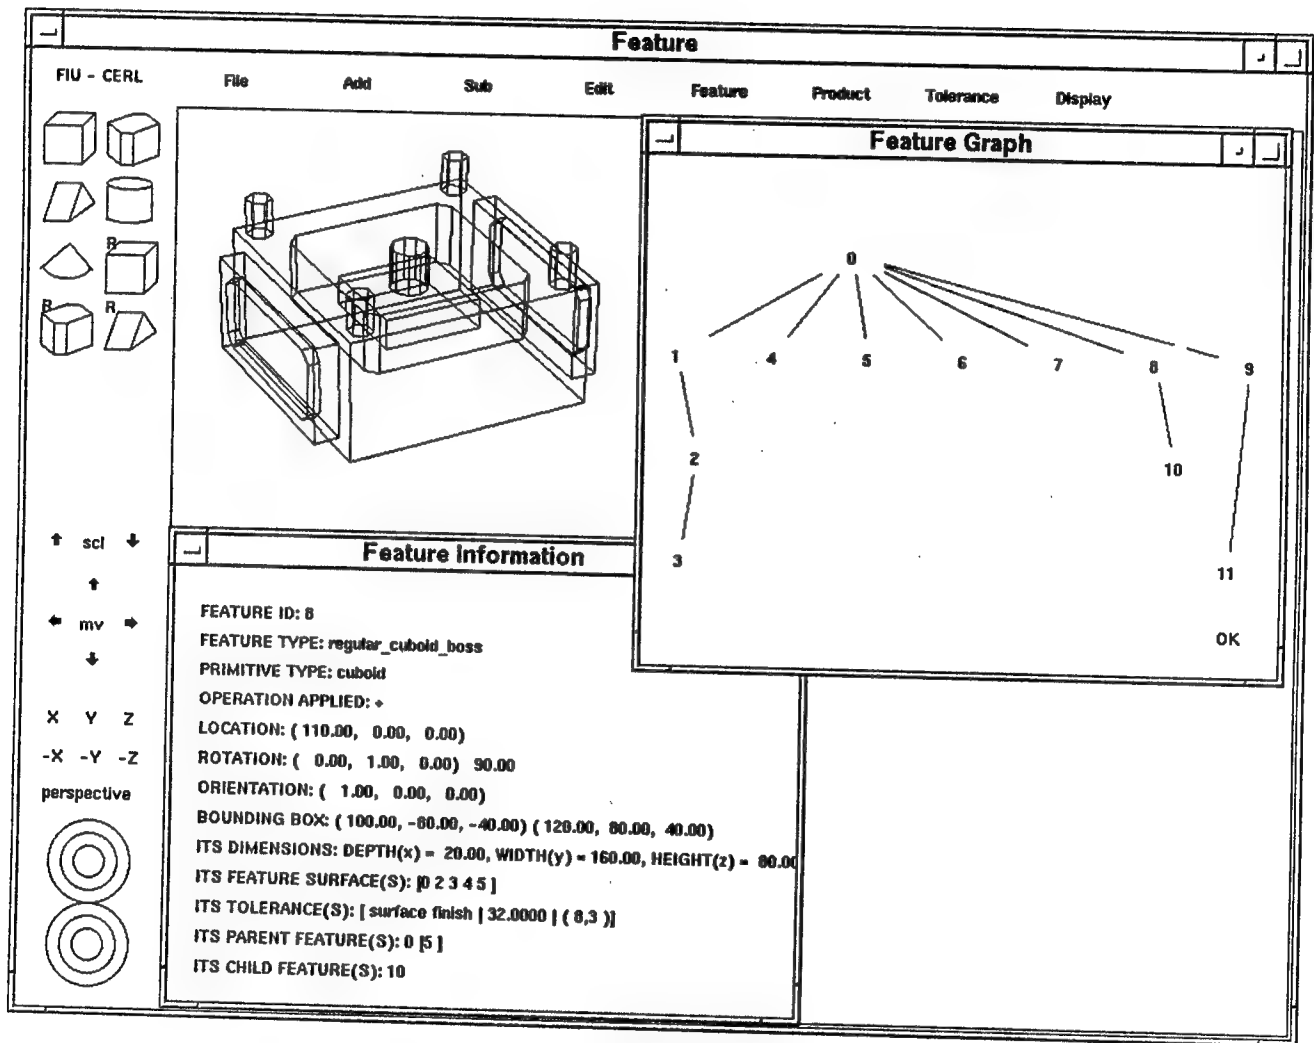 Feature
FIU - CERL
File Add Sub Edit Feature Product Tolerance Display
R
R R
scl
mv
X Y Z
-X -Y -Z
perspective
Feature Graph
0
1 4 5 6 7 8 9
2
10
3
11
OK
Feature Information
FEATURE ID: 8
FEATURE TYPE: regular_cuboid_boss
PRIMITIVE TYPE: cuboid
OPERATION APPLIED: +
LOCATION: ( 110.00, 0.00, 0.00)
ROTATION: ( 0.00, 1.00, 0.00) 90.00
ORIENTATION: ( 1.00, 0.00, 0.00)
BOUNDING BOX: ( 100.00, -80.00, -40.00) ( 120.00, 80.00, 40.00)
ITS DIMENSIONS: DEPTH(x) = 20.00, WIDTH(y) = 160.00, HEIGHT(z) = 80.00
ITS FEATURE SURFACE(S): [0 2 3 4 5 ]
ITS TOLERANCE(S): [ surface finish | 32.0000 | ( 8,3 )]
ITS PARENT FEATURE(S): 0 [5 ]
ITS CHILD FEATURE(S): 10